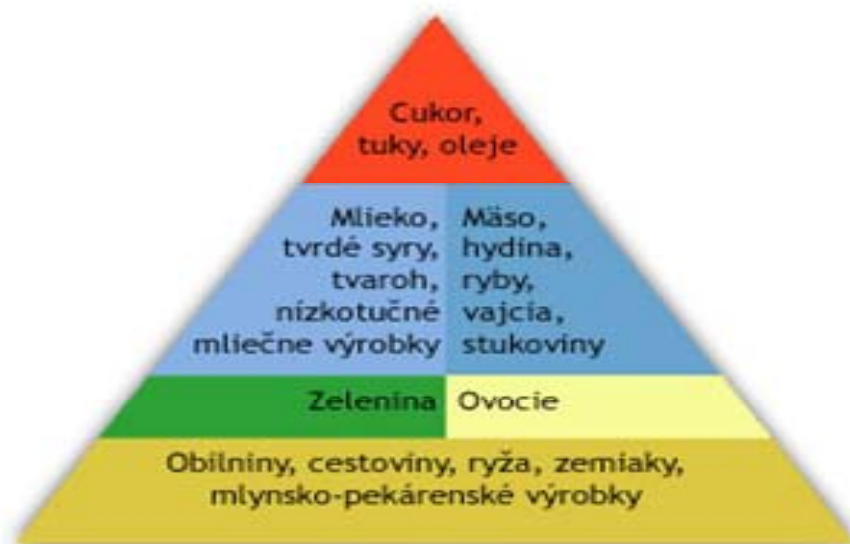 Cukor,
tuky, oleje
Mlieko,
tvrdé syry,
tvaroh,
nízkotučné
mliečne výrobky
Mäso,
hydina,
ryby,
vajcia,
stukoviny
Zelenina
Ovocie
Obilniny, cestoviny, ryža, zemiaky,
mlynsko-pekárenské výrobky